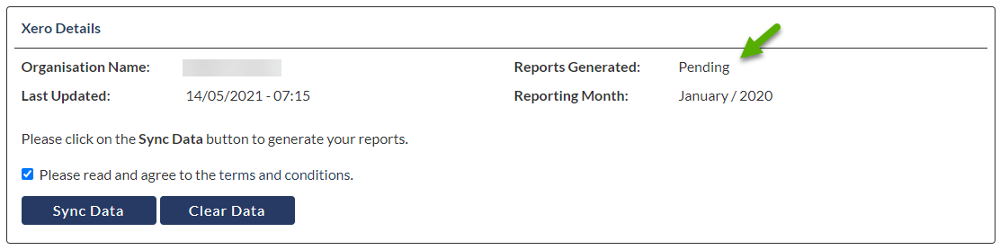 Xero Details
Organisation Name: Reports Generated: Pending
Last Updated: 14/05/2021 - 07:15 Reporting Month: January / 2020
Please click on the Sync Data button to generate your reports.
Please read and agree to the terms and conditions.
Sync Data Clear Data